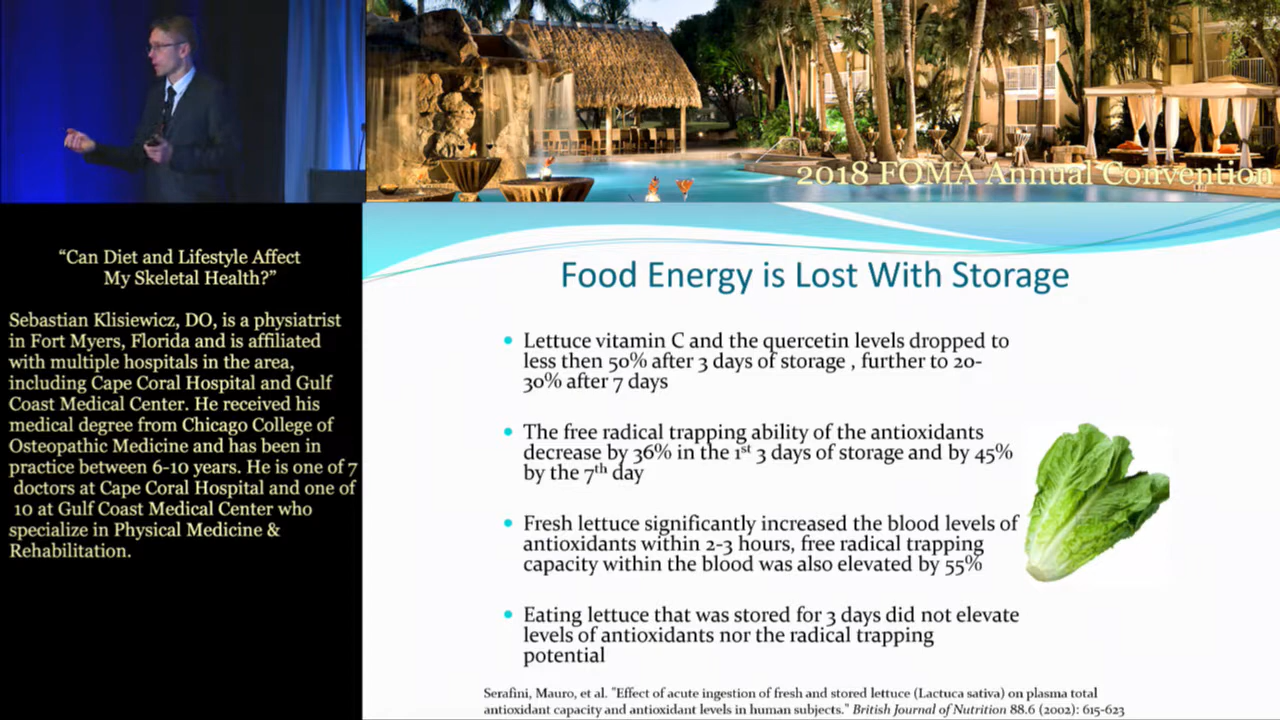 2018 FOMA Annual Convention
“Can Diet and Lifestyle Affect
My Skeletal Health?”
Sebastian Klisiewicz, DO, is a physiatrist
in Fort Myers, Florida and is affiliated
with multiple hospitals in the area,
including Cape Coral Hospital and Gulf
Coast Medical Center. He received his
medical degree from Chicago College of
Osteopathic Medicine and has been in
practice between 6-10 years. He is one of 7
doctors at Cape Coral Hospital and one of
10 at Gulf Coast Medical Center who
specialize in Physical Medicine &
Rehabilitation.
Food Energy is Lost With Storage
• Lettuce vitamin C and the quercetin levels dropped to
less then 50% after 3 days of storage , further to 20-
30% after 7 days
• The free radical trapping ability of the antioxidants
decrease by 36% in the 1st 3 days of storage and by 45%
by the 7th day
• Fresh lettuce significantly increased the blood levels of
antioxidants within 2-3 hours, free radical trapping
capacity within the blood was also elevated by 55%
• Eating lettuce that was stored for 3 days did not elevate
levels of antioxidants nor the radical trapping
potential
Serafini, Mauro, et al. "Effect of acute ingestion of fresh and stored lettuce (Lactuca sativa) on plasma total
antioxidant capacity and antioxidant levels in human subjects." British Journal of Nutrition 88.6 (2002): 615-623